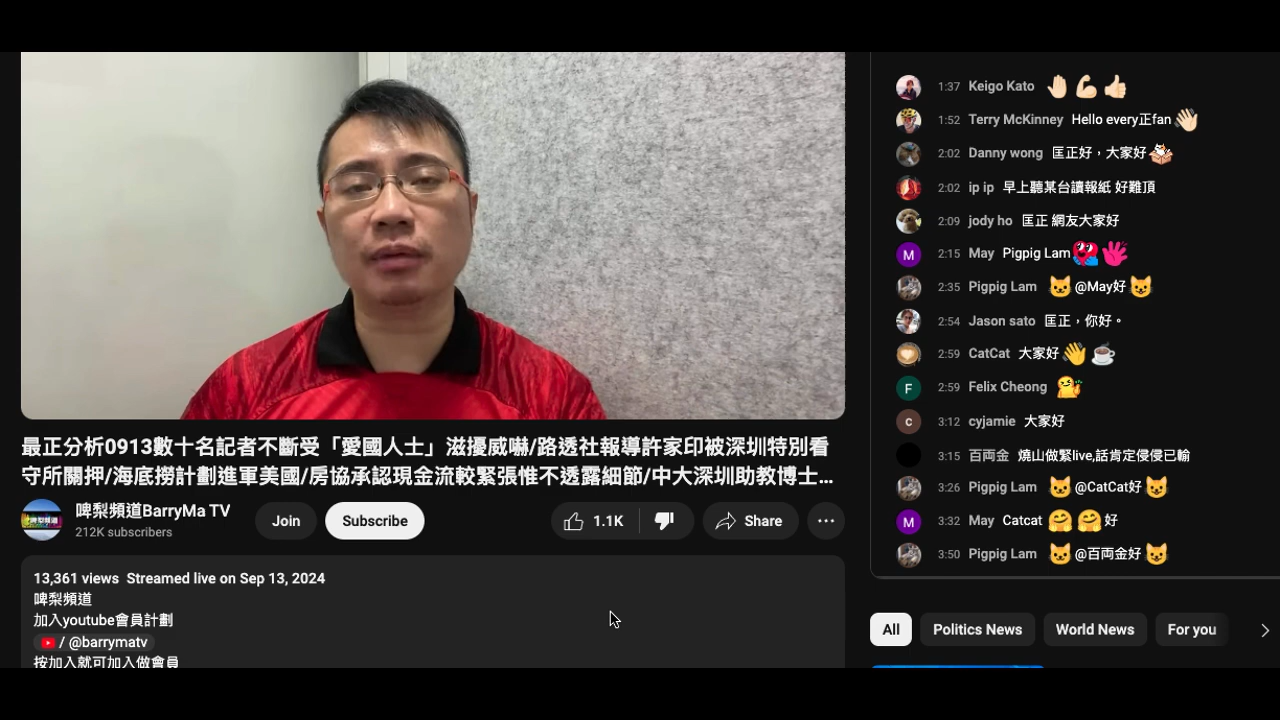 最正分析0913數十名記者不斷受「愛國人士」滋擾威嚇/路透社報導許家印被深圳特別看
守所關押/海底撈計劃進軍美國/房協承認現金流較緊張惟不透露細節/中大深圳助教博士...
啤梨頻道BarryMa TV
212K subscribers
Join
Subscribe
1.1K
Share
13,361 views Streamed live on Sep 13, 2024
啤梨頻道
加入youtube會員計劃
/ @barrymatv
按加入就可加入做會員
1:37 Keigo Kato 🤚🏻💪🏻👍🏻
1:52 Terry McKinney Hello every正fan👋🏻
2:02 Danny wong 匡正好，大家好
2:02 ip ip 早上聽某台讀報紙 好難頂
2:09 jody ho 匡正 網友大家好
M 2:15 May Pigpig Lam
2:35 Pigpig Lam 🐱@May好😺
2:54 Jason sato 匡正，你好。
2:59 CatCat 大家好👋☕
F 2:59 Felix Cheong
c 3:12 cyjamie 大家好
3:15 百両金 燒山做緊live,話肯定侵侵已輸
3:26 Pigpig Lam 🐱@CatCat好😺
M 3:32 May Catcat 🤗🤗好
3:50 Pigpig Lam 🐱@百両金好😺
All
Politics News
World News
For you